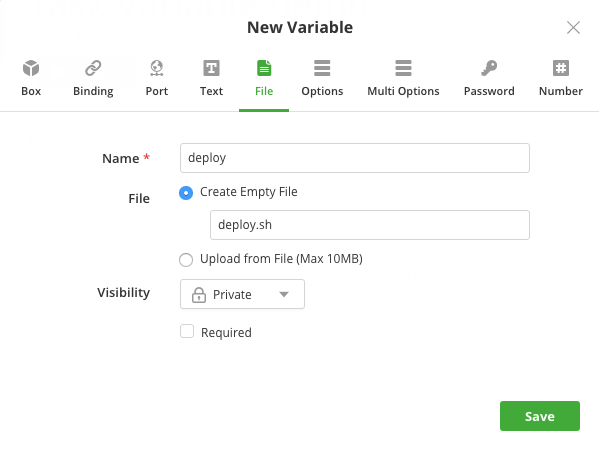 New Variable
Box Binding Port Text File Options Multi Options Password Number
Name * deploy
File Create Empty File
deploy.sh
Upload from File (Max 10MB)
Visibility Private
Required
Save